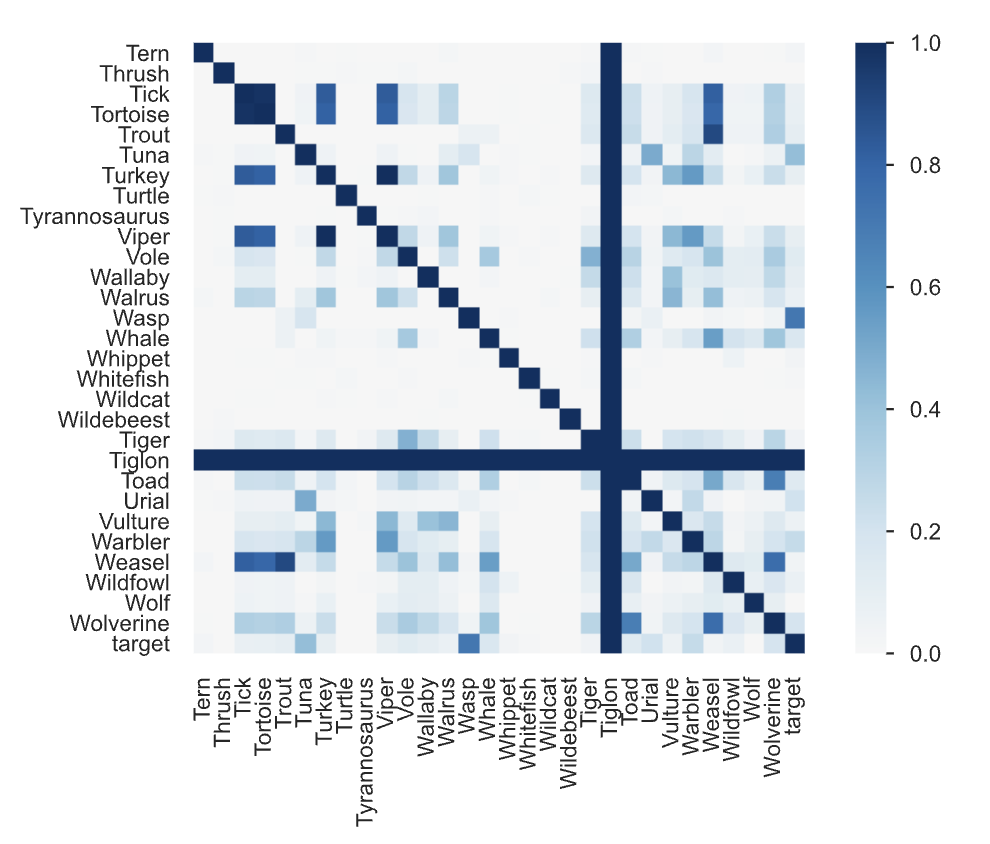 Tern
Thrush
Tick
Tortoise
Trout
Tuna
Turkey
Turtle
Tyrannosaurus
Viper
Vole
Wallaby
Walrus
Wasp
Whale
Whippet
Whitefish
Wildcat
Wildebeest
Tiger
Tiglon
Toad
Urial
Vulture
Warbler
Weasel
Wildfowl
Wolf
Wolverine
target
Tern
Thrush
Tick
Tortoise
Trout
Tuna
Turkey
Turtle
Tyrannosaurus
Viper
Vole
Wallaby
Walrus
Wasp
Whale
Whippet
Whitefish
Wildcat
Wildebeest
Tiger
Tiglon
Toad
Urial
Vulture
Warbler
Weasel
Wildfowl
Wolf
Wolverine
target
1.0
0.8
0.6
0.4
0.2
0.0